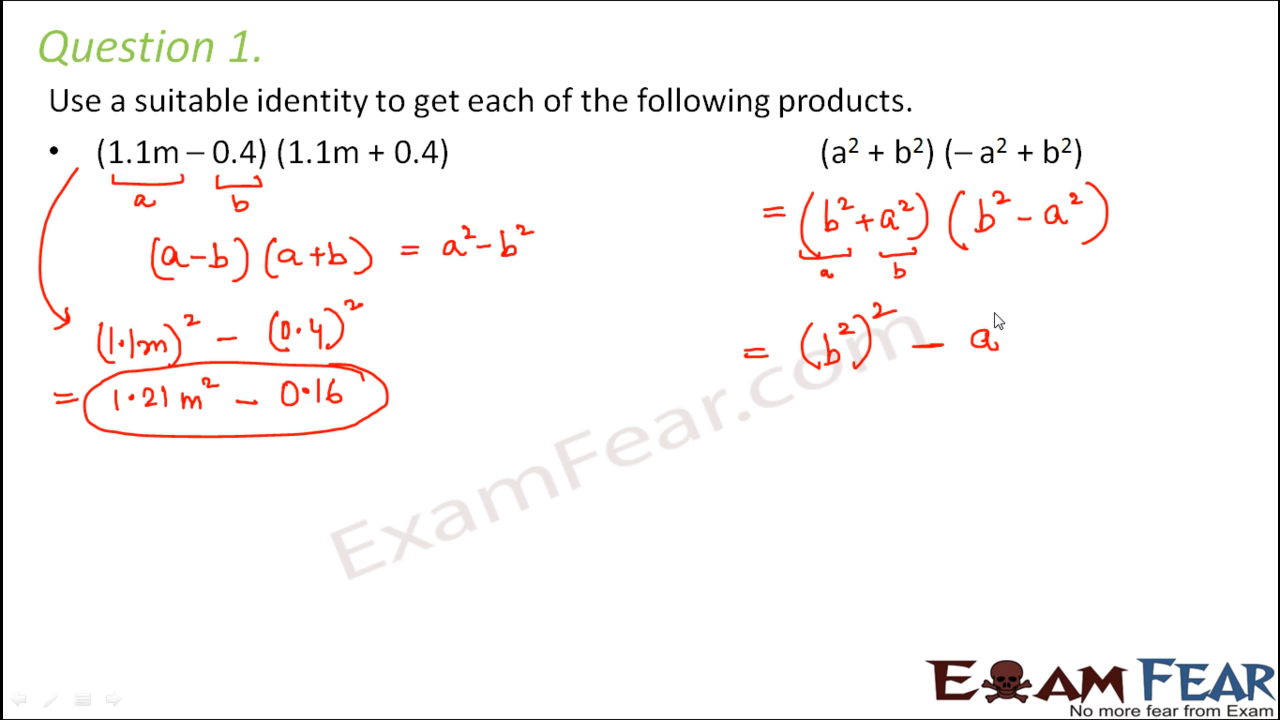 Question 1.
Use a suitable identity to get each of the following products.
• (1.1m – 0.4) (1.1m + 0.4)
a b
(a-b) (a+b) = a²-b²
(1.1m)² - (0.4)²
= 1.21m² - 0.16
(a² + b²) (– a² + b²)
= (b²+a²) (b²-a²)
a b
= (b²)² - a
ExamFear.com
EXAM FEAR
No more fear from Exam